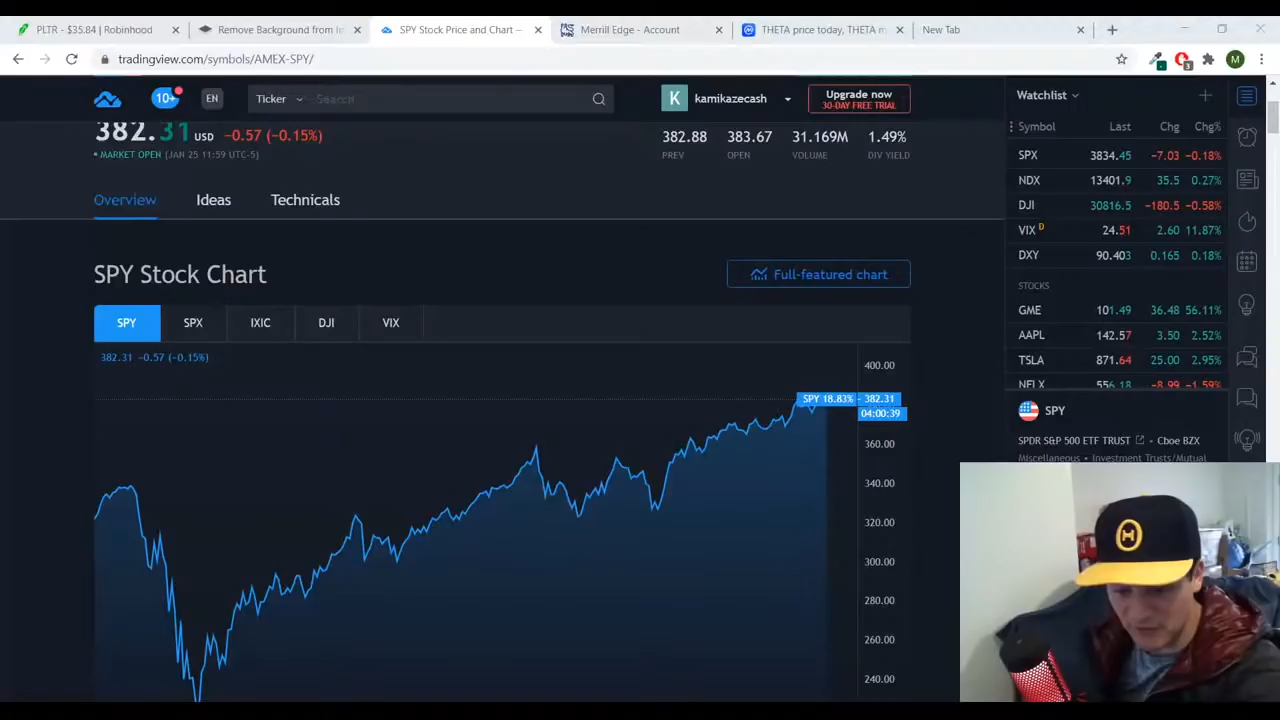 PLTR - $35.84 | Robinhood
Remove Background from Im
SPY Stock Price and Chart —
Merrill Edge - Account
THETA price today, THETA m
New Tab
tradingview.com/symbols/AMEX-SPY/
M
10+
EN
Ticker
Search
K
kamikazecash
Upgrade now
30-DAY FREE TRIAL
382.31 USD −0.57 (−0.15%)
MARKET OPEN (JAN 25 11:59 UTC-5)
382.88 383.67 31.169M 1.49%
PREV OPEN VOLUME DIV YIELD
Overview Ideas Technicals
SPY Stock Chart
Full-featured chart
SPY SPX IXIC DJI VIX
382.31 −0.57 (−0.15%)
400.00
SPY 18.83% 382.31
04:00:39
360.00
340.00
320.00
300.00
280.00
260.00
240.00
Watchlist
Symbol Last Chg Chg%
SPX 3834.45 −7.03 −0.18%
NDX 13401.9 35.5 0.27%
DJI 30816.5 −180.5 −0.58%
VIX D 24.51 2.60 11.87%
DXY 90.403 0.165 0.18%
STOCKS
GME 101.49 36.48 56.11%
AAPL 142.57 3.50 2.52%
TSLA 871.64 25.00 2.95%
NFLX 556.18 −8.99 −1.59%
SPY
SPDR S&P 500 ETF TRUST • Cboe BZX
Miscellaneous • Investment Trusts/Mutual